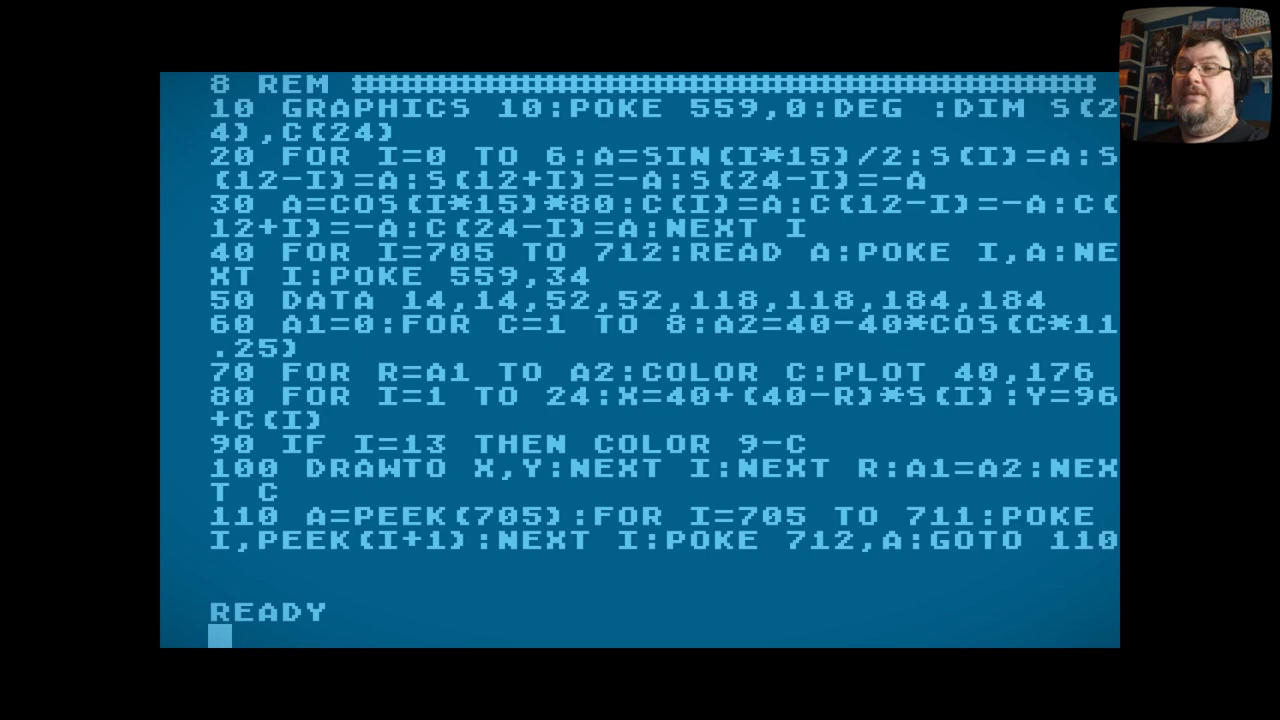 8 REM ###############################
10 GRAPHICS 10:POKE 559,0:DEG :DIM S(2
4),C(24)
20 FOR I=0 TO 6:A=SIN(I*15)/2:S(I)=A:S
(12-I)=A:S(12+I)=-A:S(24-I)=-A
30 A=COS(I*15)*80:C(I)=A:C(12-I)=-A:C(
12+I)=-A:C(24-I)=A:NEXT I
40 FOR I=705 TO 712:READ A:POKE I,A:NE
XT I:POKE 559,34
50 DATA 14,14,52,52,118,118,184,184
60 A1=0:FOR C=1 TO 8:A2=40-40*COS(C*11
.25)
70 FOR R=A1 TO A2:COLOR C:PLOT 40,176
80 FOR I=1 TO 24:X=40+(40-R)*S(I):Y=96
+C(I)
90 IF I=13 THEN COLOR 9-C
100 DRAWTO X,Y:NEXT I:NEXT R:A1=A2:NEX
T C
110 A=PEEK(705):FOR I=705 TO 711:POKE
I,PEEK(I+1):NEXT I:POKE 712,A:GOTO 110
READY